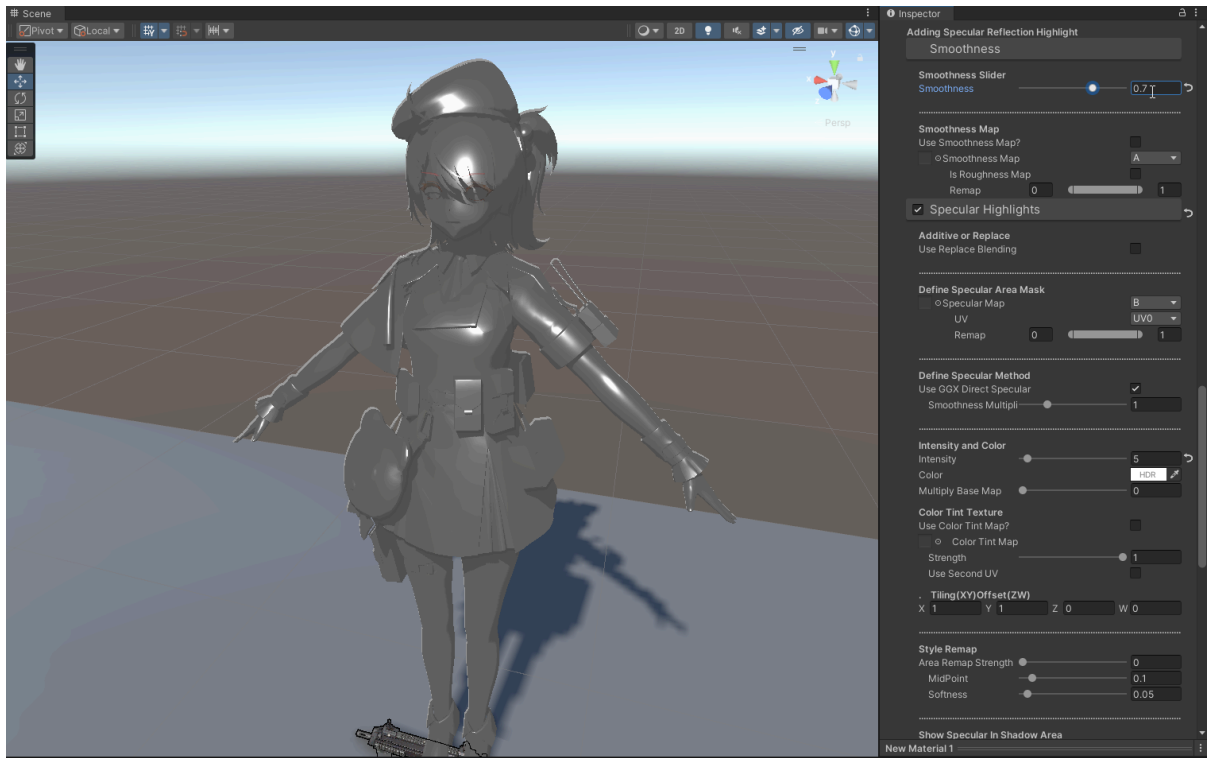 Scene
Inspector
Pivot
Local
2D
y
x
z
Persp
Adding Specular Reflection Highlight
Smoothness
Smoothness Slider
Smoothness 0.7
Smoothness Map
Use Smoothness Map?
Smoothness Map A
Is Roughness Map
Remap 0 1
Specular Highlights
Additive or Replace
Use Replace Blending
Define Specular Area Mask
Specular Map B
UV UV0
Remap 0 1
Define Specular Method
Use GGX Direct Specular
Smoothness Multipli 1
Intensity and Color
Intensity 5
Color HDR
Multiply Base Map 0
Color Tint Texture
Use Color Tint Map?
Color Tint Map
Strength 1
Use Second UV
. Tiling(XY)Offset(ZW)
X 1 Y 1 Z 0 W 0
Style Remap
Area Remap Strength 0
MidPoint 0.1
Softness 0.05
Show Specular In Shadow Area
New Material 1